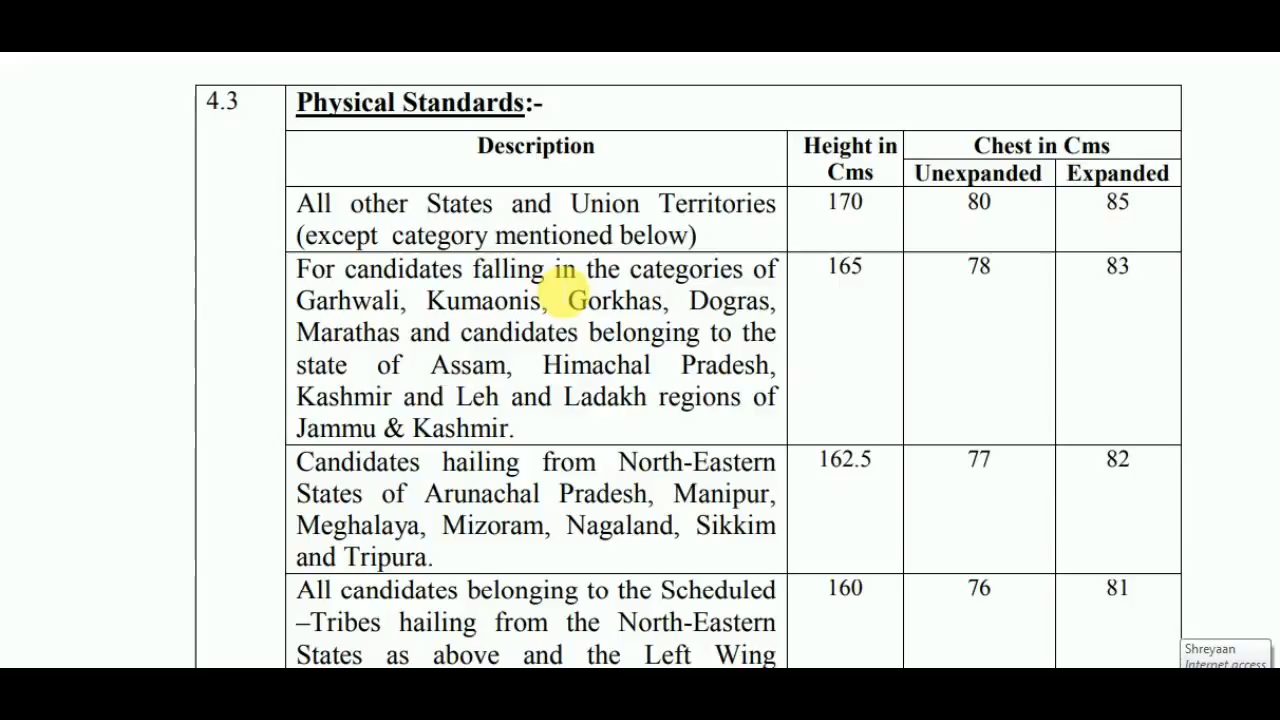 4.3
Physical Standards:-
Description
Height in Cms
Chest in Cms
Unexpanded
Expanded
All other States and Union Territories
(except category mentioned below)
170
80
85
For candidates falling in the categories of
Garhwali, Kumaonis, Gorkhas, Dogras,
Marathas and candidates belonging to the
state of Assam, Himachal Pradesh,
Kashmir and Leh and Ladakh regions of
Jammu & Kashmir.
165
78
83
Candidates hailing from North-Eastern
States of Arunachal Pradesh, Manipur,
Meghalaya, Mizoram, Nagaland, Sikkim
and Tripura.
162.5
77
82
All candidates belonging to the Scheduled
–Tribes hailing from the North-Eastern
States as above and the Left Wing
160
76
81
Shreyaan
Internet access